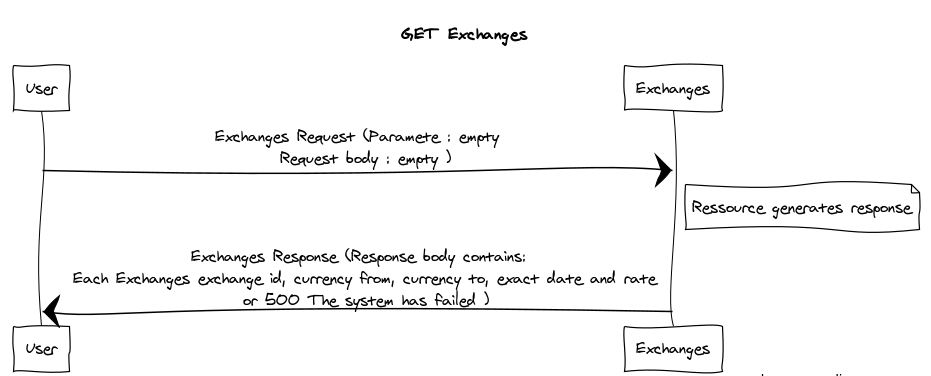 GET Exchanges
User
Exchanges
Exchanges Request (Paramete : empty
Request body : empty )
Ressource generates response
Exchanges Response (Response body contains:
Each Exchanges exchange id, currency from, currency to, exact date and rate
or 500 The system has failed )
User
Exchanges